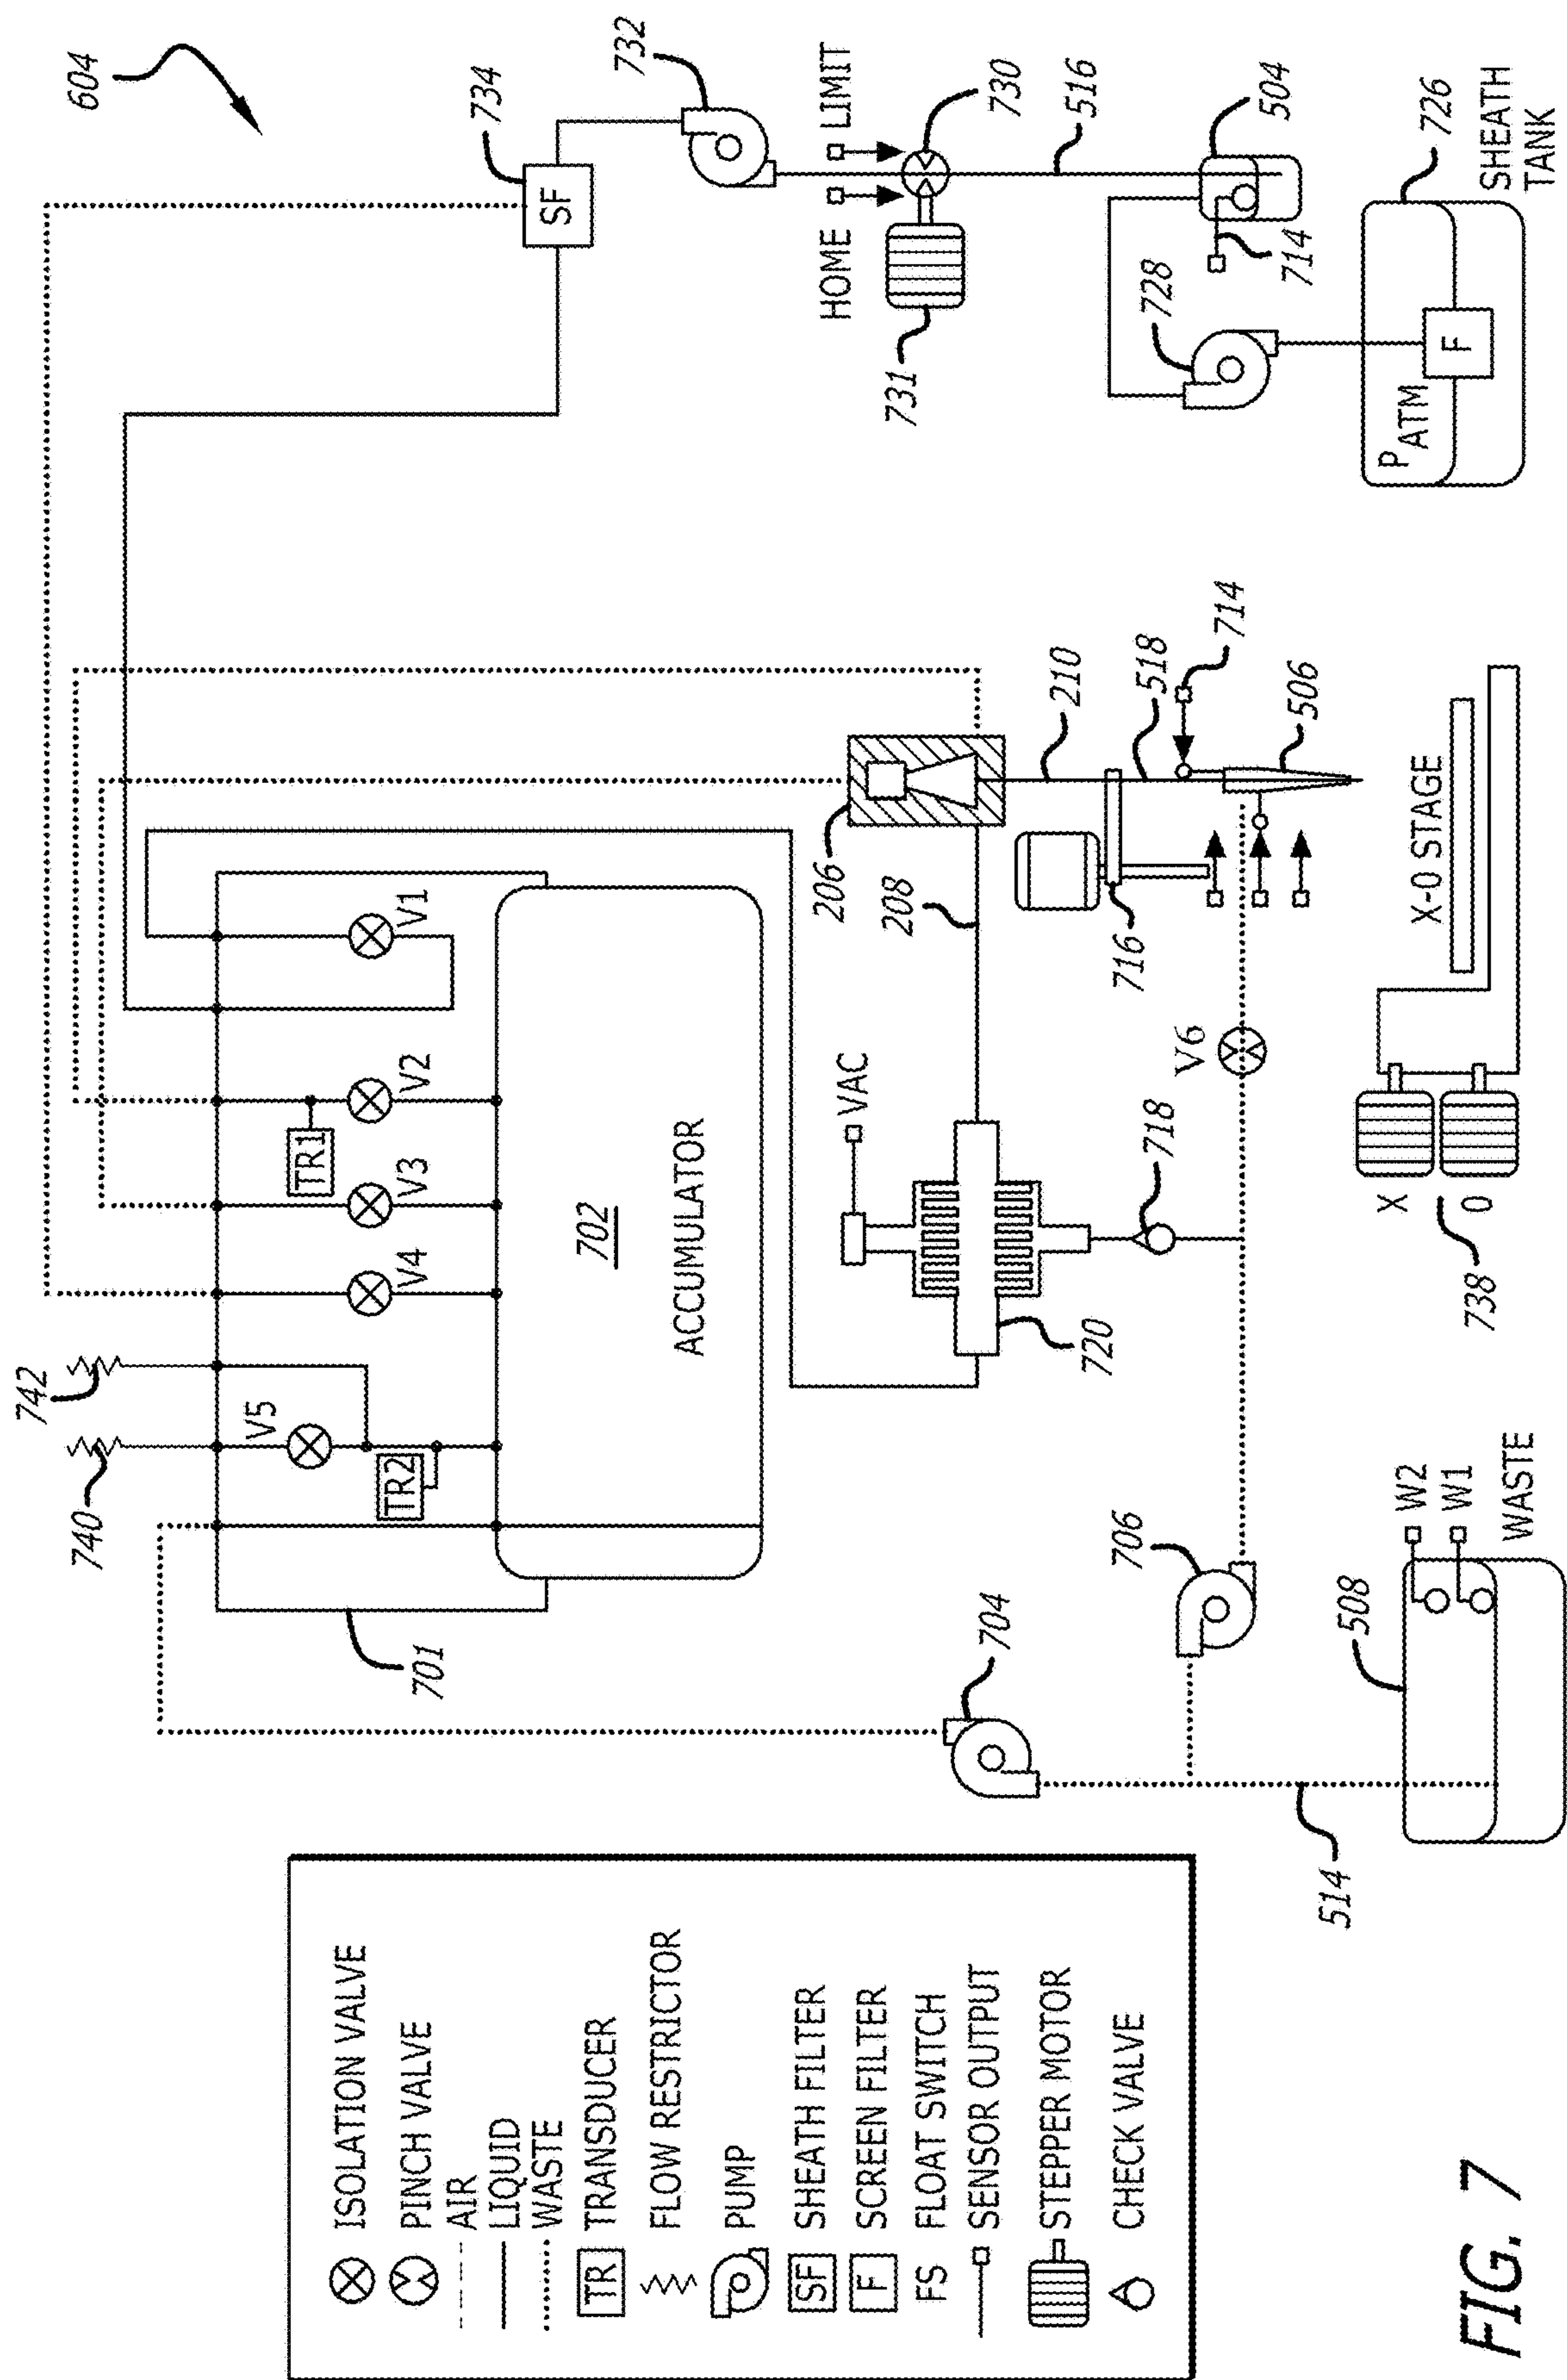 604
734
SF
732
HOME
LIMIT
730
731
516
504
714
728
726
P ATM
F
SHEATH
TANK
742
740
V5
TR2
V4
V3
TR1
V2
V1
702
ACCUMULATOR
701
206
208
210
518
714
506
716
VAC
720
718
V6
X-0 STAGE
X
0
738
704
706
514
508
W2
W1
WASTE
ISOLATION VALVE
PINCH VALVE
AIR
LIQUID
WASTE
TR TRANSDUCER
FLOW RESTRICTOR
PUMP
SF SHEATH FILTER
F SCREEN FILTER
FS FLOAT SWITCH
SENSOR OUTPUT
STEPPER MOTOR
CHECK VALVE
FIG. 7